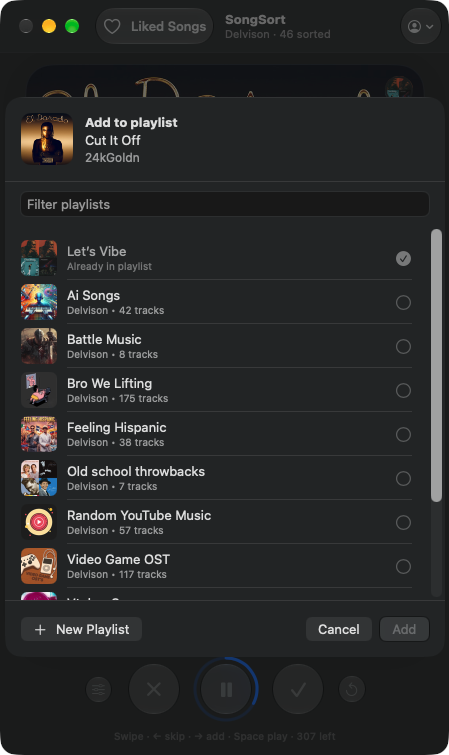 Liked Songs
SongSort
Delvison • 46 sorted
Add to playlist
Cut It Off
24kGoldn
Filter playlists
Let's Vibe
Already in playlist
Ai Songs
Delvison • 42 tracks
Battle Music
Delvison • 8 tracks
Bro We Lifting
Delvison • 175 tracks
Feeling Hispanic
Delvison • 38 tracks
Old school throwbacks
Delvison • 7 tracks
Random YouTube Music
Delvison • 57 tracks
Video Game OST
Delvison • 117 tracks
+ New Playlist
Cancel
Add
Swipe · ← skip · → add · Space play · 307 left